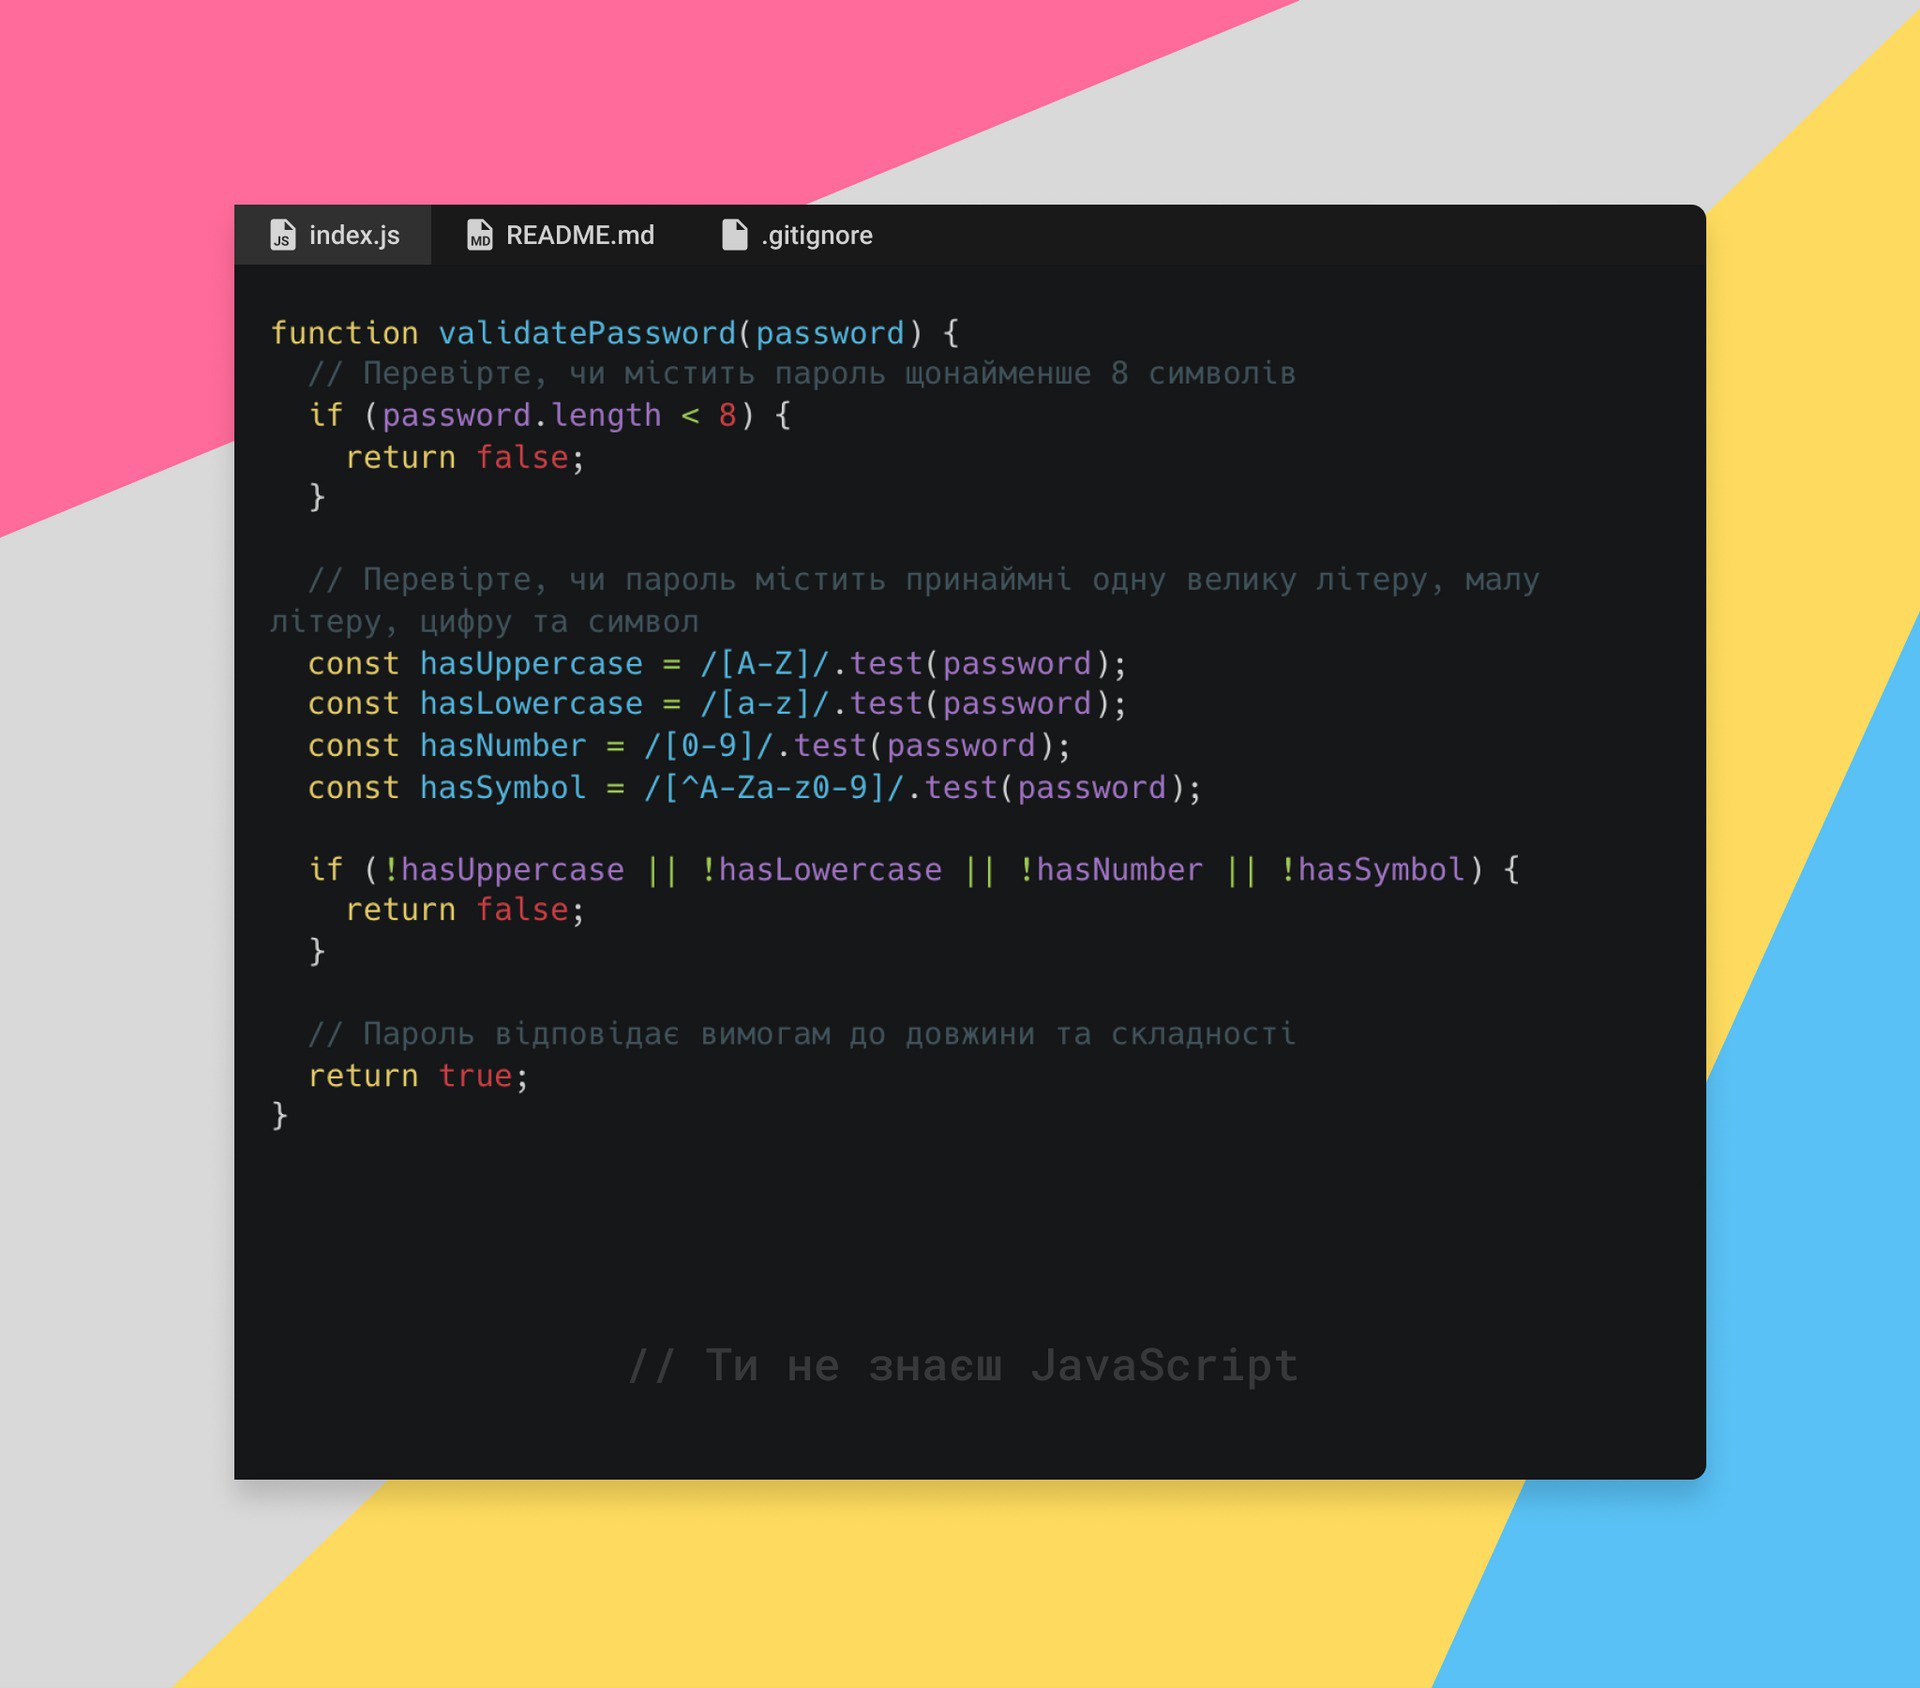 index.js README.md .gitignore
function validatePassword(password) {
  // Перевірте, чи містить пароль щонайменше 8 символів
  if (password.length < 8) {
    return false;
  }
  // Перевірте, чи пароль містить принаймні одну велику літеру, малу
літеру, цифру та символ
  const hasUppercase = /[A-Z]/.test(password);
  const hasLowercase = /[a-z]/.test(password);
  const hasNumber = /[0-9]/.test(password);
  const hasSymbol = /[^A-Za-z0-9]/.test(password);
  if (!hasUppercase || !hasLowercase || !hasNumber || !hasSymbol) {
    return false;
  }
  // Пароль відповідає вимогам до довжини та складності
  return true;
}
// Ти не знаєш JavaScript